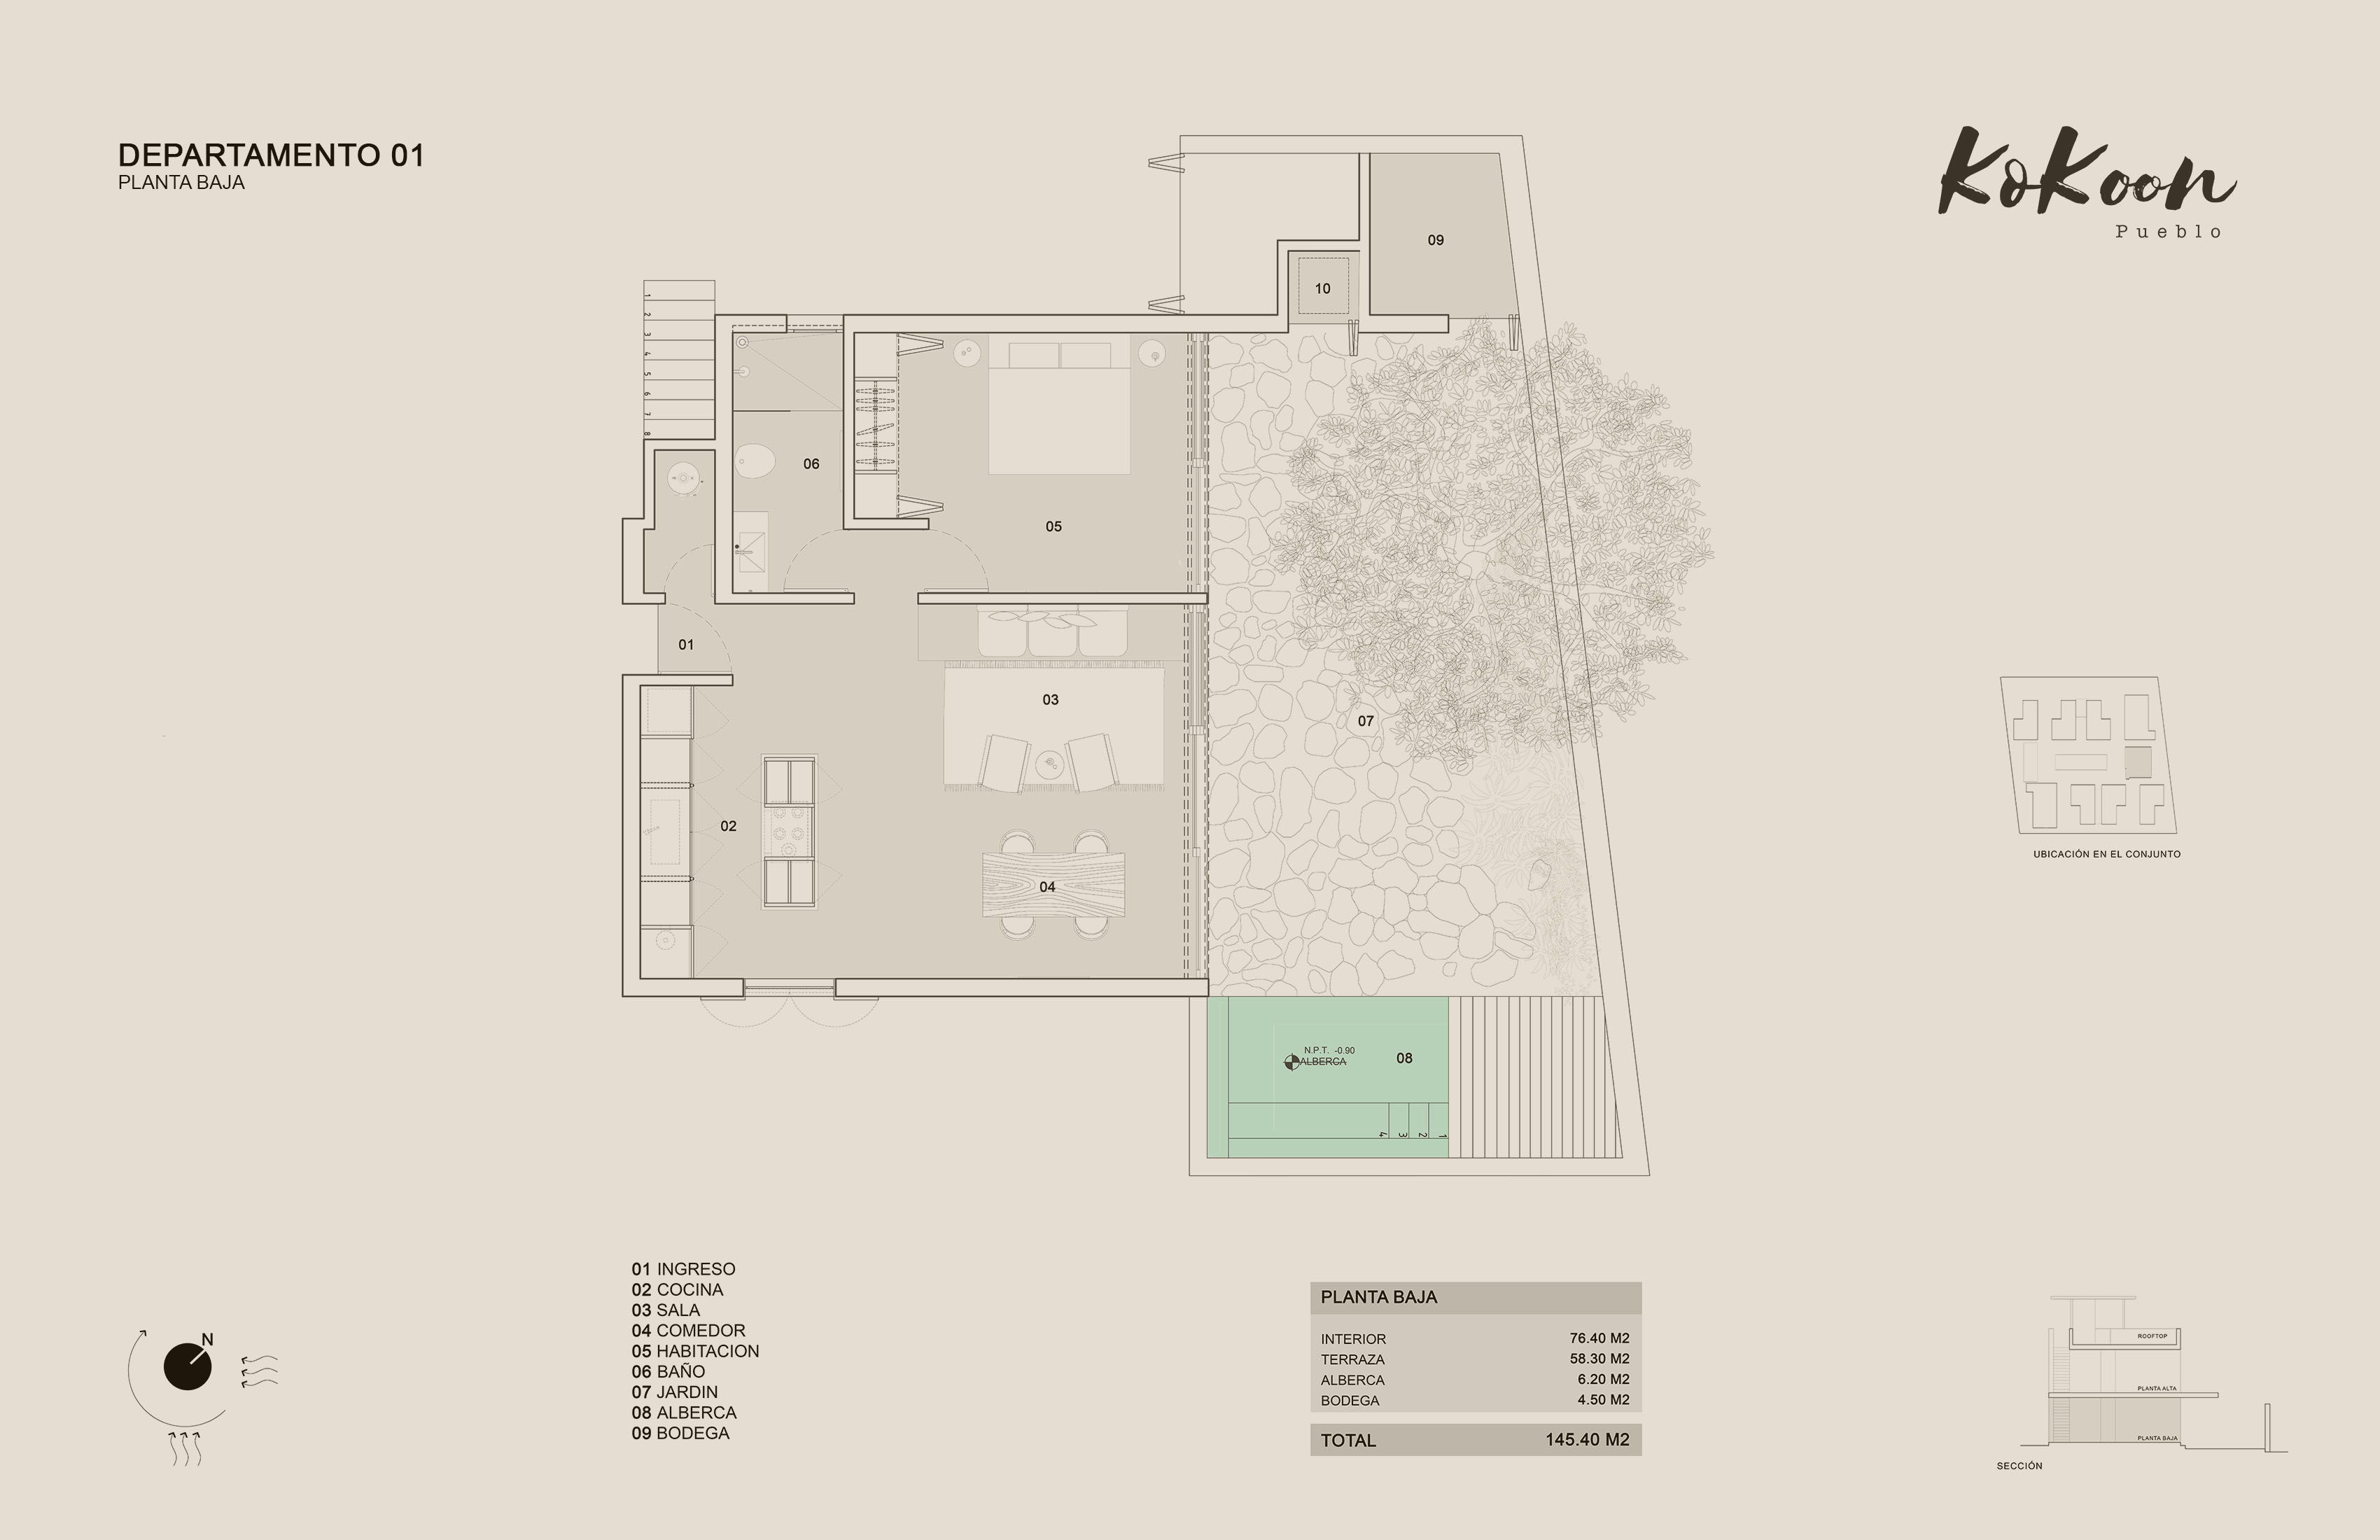 DEPARTAMENTO 01
PLANTA BAJA
KoKoon
Pueblo
09
10
1
2
3
4
5
6
7
8
06
05
01
03
07
02
04
UBICACIÓN EN EL CONJUNTO
N.P.T. -0.90
ALBERCA
08
4 3 2 1
01 INGRESO
02 COCINA
03 SALA
04 COMEDOR
05 HABITACION
06 BAÑO
07 JARDIN
08 ALBERCA
09 BODEGA
PLANTA BAJA
INTERIOR 76.40 M2
TERRAZA 58.30 M2
ALBERCA 6.20 M2
BODEGA 4.50 M2
TOTAL 145.40 M2
N
ROOFTOP
PLANTA ALTA
PLANTA BAJA
SECCIÓN